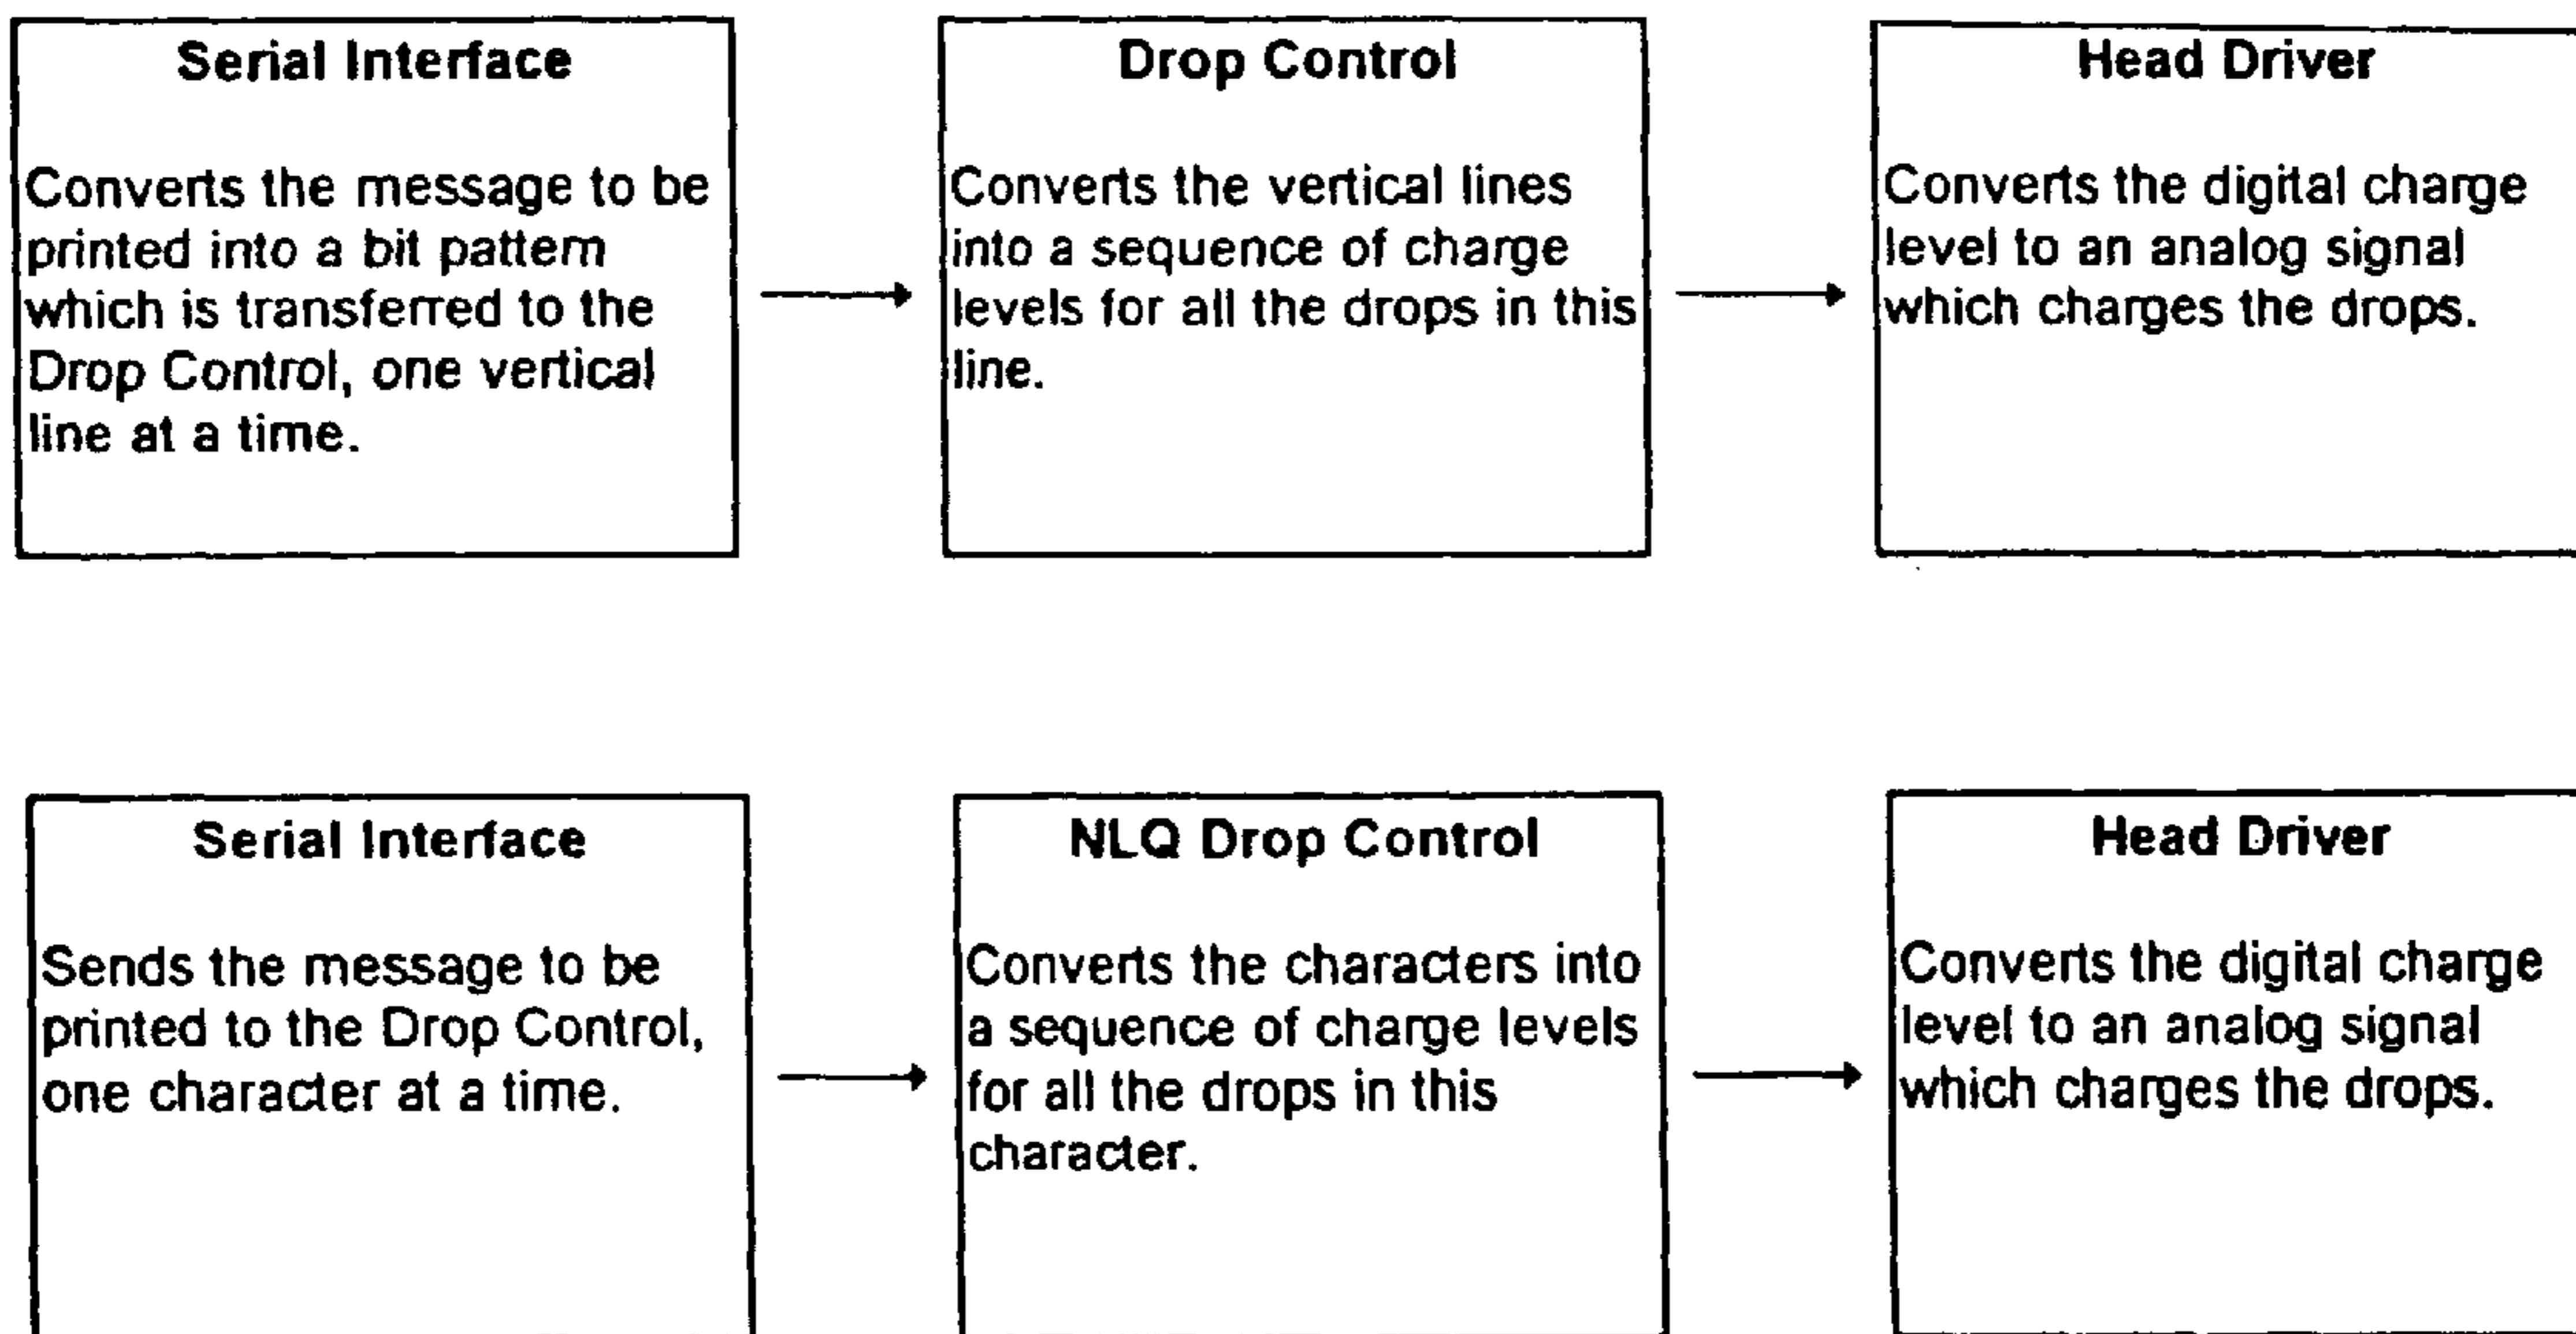 Serial Interface
Converts the message to be
printed into a bit pattern
which is transferred to the
Drop Control, one vertical
line at a time.
Drop Control
Converts the vertical lines
into a sequence of charge
levels for all the drops in this
line.
Head Driver
Converts the digital charge
level to an analog signal
which charges the drops.
Serial Interface
Sends the message to be
printed to the Drop Control,
one character at a time.
NLQ Drop Control
Converts the characters into
a sequence of charge levels
for all the drops in this
character.
Head Driver
Converts the digital charge
level to an analog signal
which charges the drops.